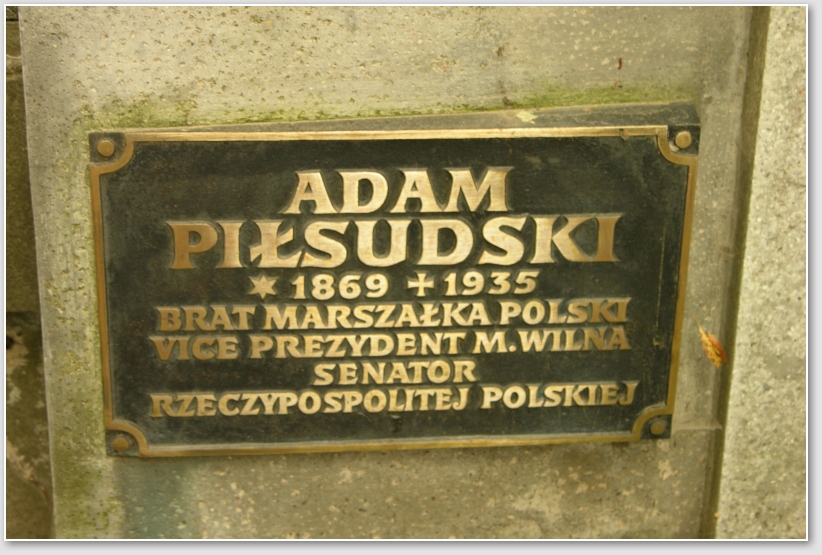 ADAM
PIŁSUDSKI
✶ 1869 ✝ 1935
BRAT MARSZAŁKA POLSKI
VICE PREZYDENT M.WILNA
SENATOR
RZECZYPOSPOLITEJ POLSKIEJ